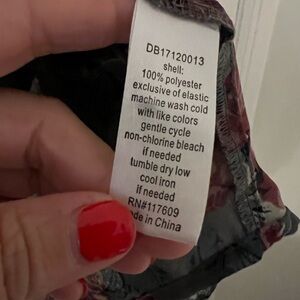 DB17120013
shell:
100% polyester
exclusive of elastic
machine wash cold
with like colors
gentle cycle
non-chlorine bleach
if needed
tumble dry low
cool iron
if needed
RN#117609
de in China